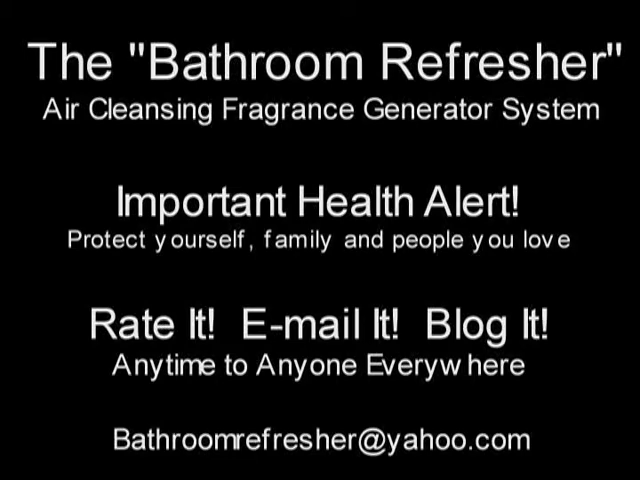 The "Bathroom Refresher"
Air Cleansing Fragrance Generator System
Important Health Alert!
Protect yourself, family and people you love
Rate It! E-mail It! Blog It!
Anytime to Anyone Everywhere
Bathroomrefresher@yahoo.com